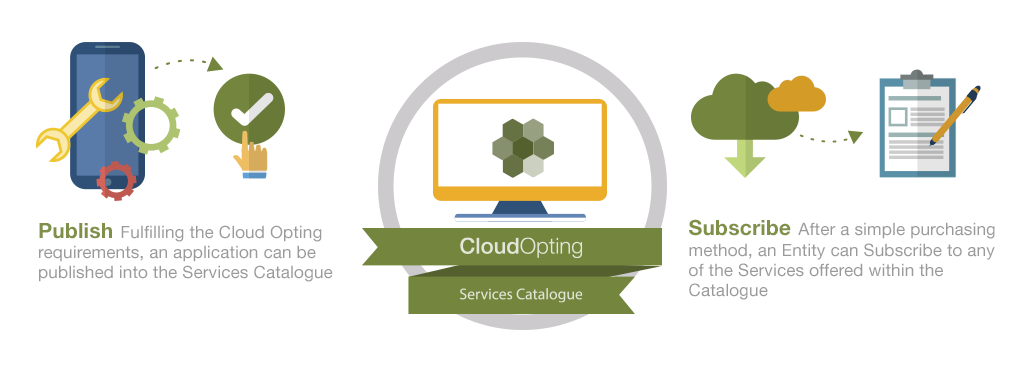 Publish Fulfilling the Cloud Opting
requirements, an application can be
published into the Services Catalogue
CloudOpting
Services Catalogue
Subscribe After a simple purchasing
method, an Entity can Subscribe to any
of the Services offered within the
Catalogue